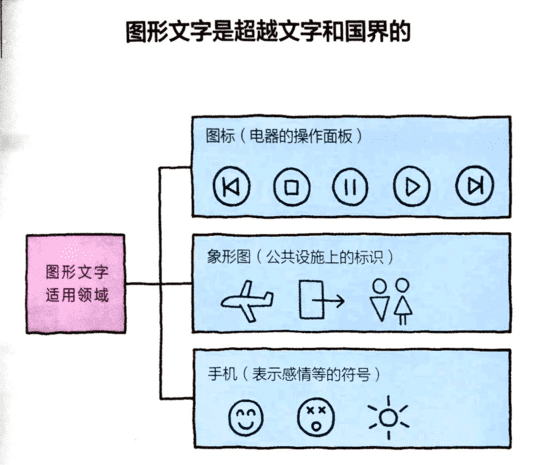 图形文字是超越文字和国界的
图标（电器的操作面板）
图形文字
适用领域
象形图（公共设施上的标识）
手机（表示感情等的符号）